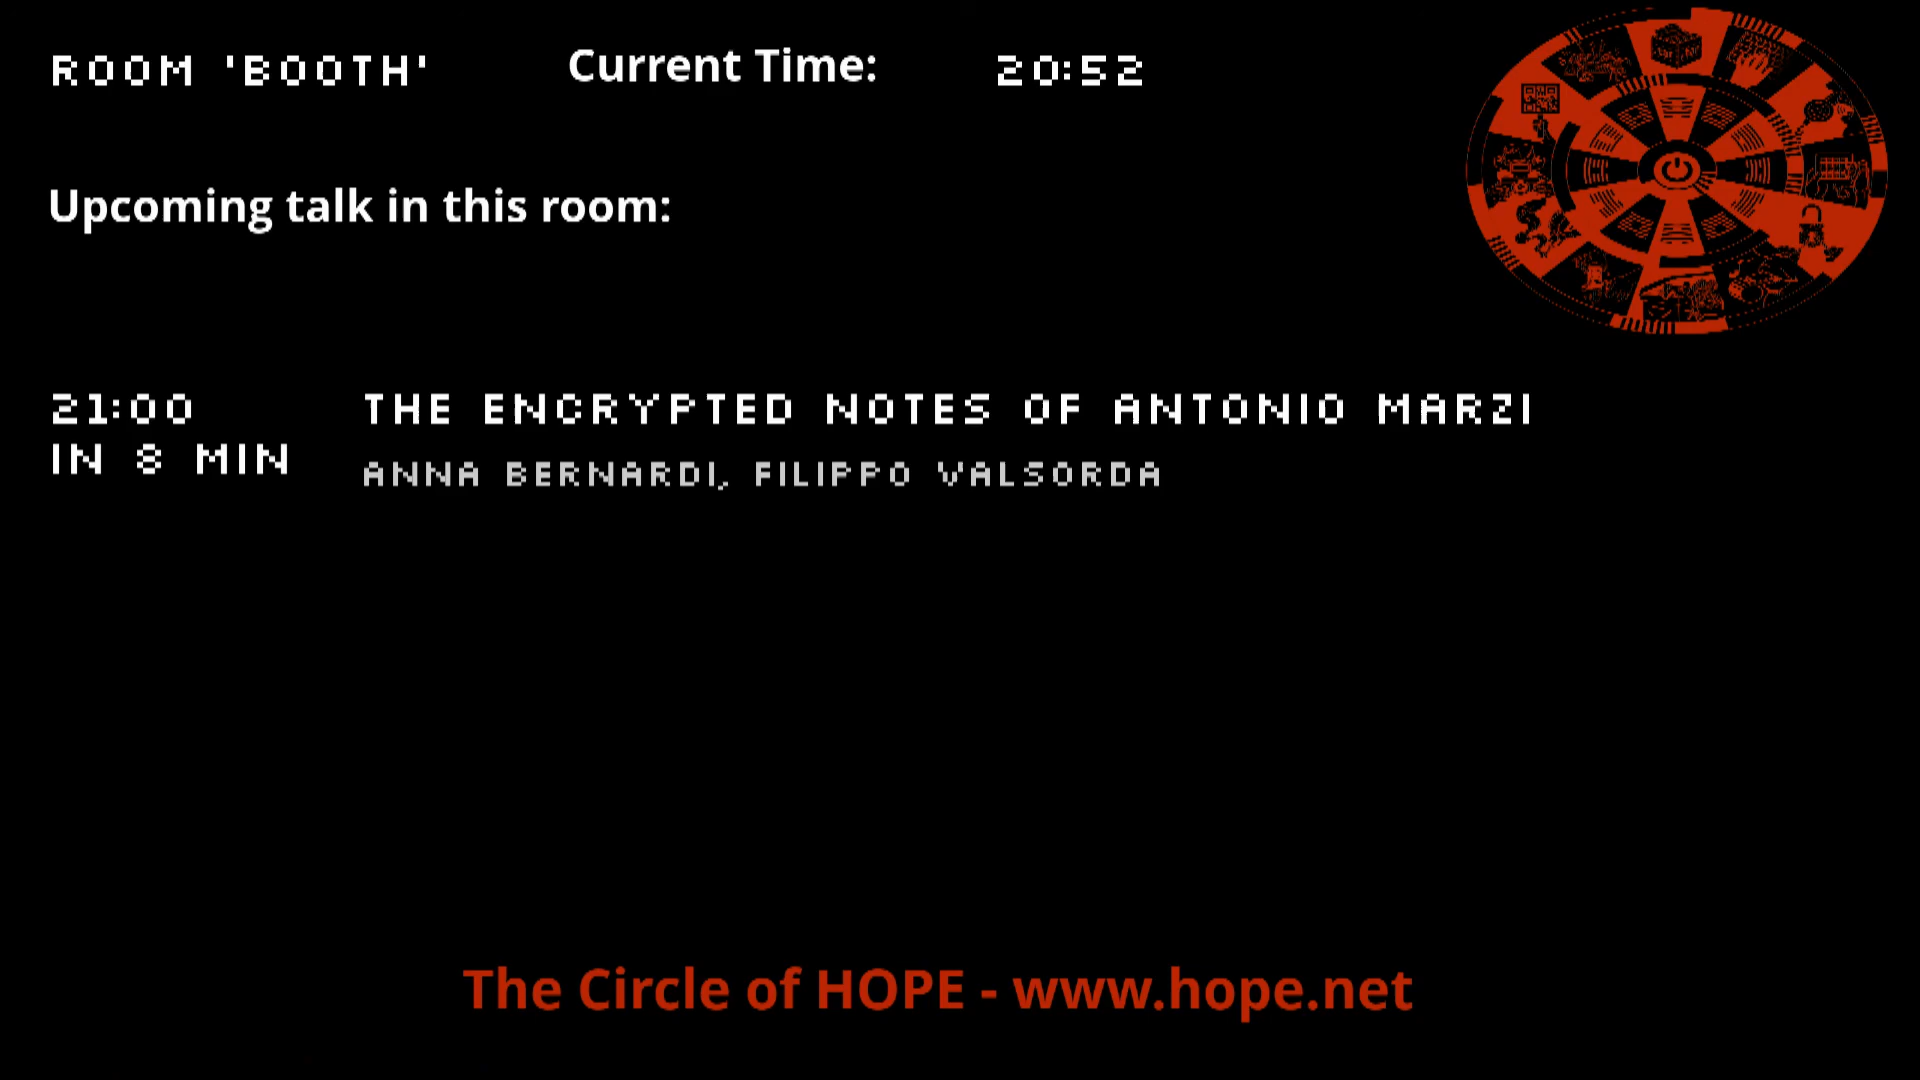 ROOM 'BOOTH' Current Time: 20:52
Upcoming talk in this room:
21:00 THE ENCRYPTED NOTES OF ANTONIO MARZI
IN 8 MIN ANNA BERNARDI, FILIPPO VALSORDA
The Circle of HOPE - www.hope.net